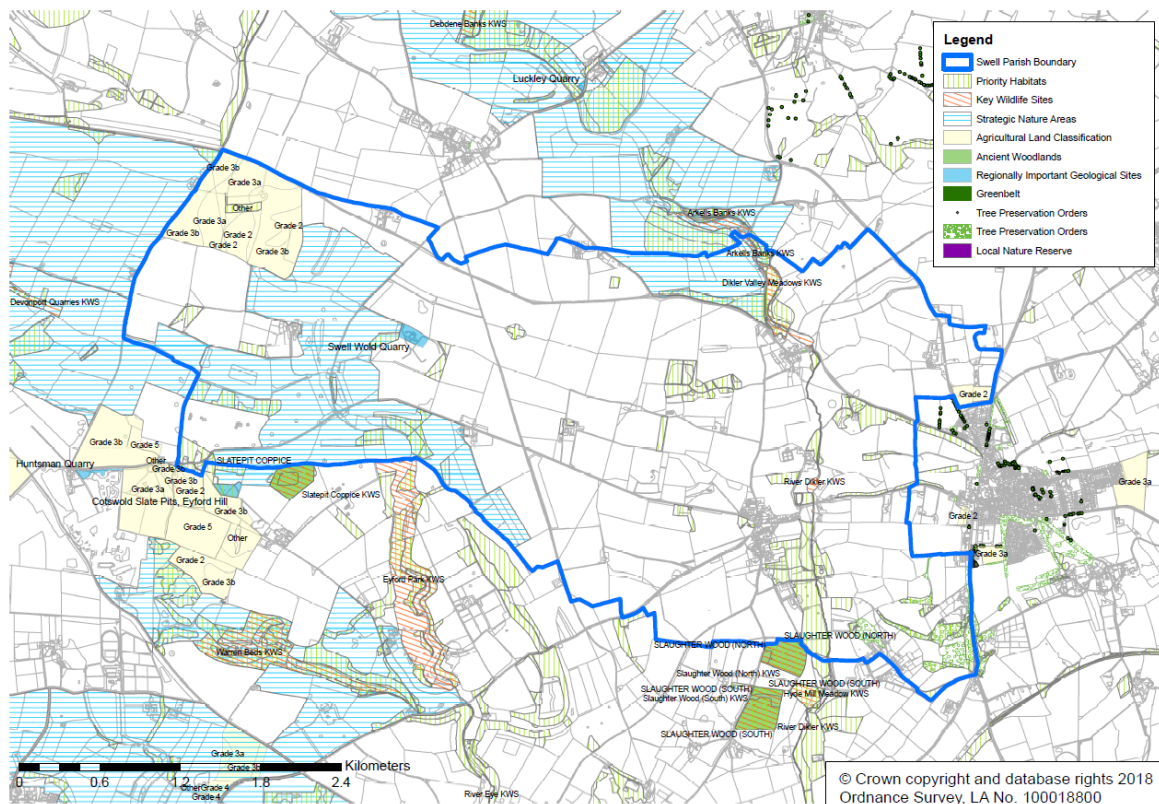 Debdene Banks KWS
Luckley Quarry
Legend
Swell Parish Boundary
Priority Habitats
Key Wildlife Sites
Strategic Nature Areas
Agricultural Land Classification
Ancient Woodlands
Regionally Important Geological Sites
Greenbelt
Tree Preservation Orders
Tree Preservation Orders
Local Nature Reserve
Grade 3b
Grade 3a
Other
Grade 3a
Grade 2
Grade 3b
Grade 2
Grade 2
Grade 3b
Arkells Banks KWS
Arkells Banks KWS
Dikler Valley Meadows KWS
Devonport Quarries KWS
Swell Wold Quarry
Grade 2
Grade 3b
Grade 5
Other
Grade 3b
SLATEPIT COPPICE
Huntsman Quarry
Grade 3b
Grade 3a
Grade 2
Slatepit Coppice KWS
Cotswold Slate Pits, Eyford Hill
Grade 3b
Grade 5
Other
Grade 2
Grade 3b
River Dikler KWS
Grade 3a
Grade 2
Grade 3a
Eyford Park KWS
Warren Beds KWS
SLAUGHTER WOOD (NORTH)
SLAUGHTER WOOD (NORTH)
Slaughter Wood (North) KWS
SLAUGHTER WOOD (SOUTH)
SLAUGHTER WOOD (SOUTH)
Hyde Mill Meadow KWS
Slaughter Wood (South) KWS
River Dikler KWS
SLAUGHTER WOOD (SOUTH)
Grade 3a
Grade 3b
Kilometers
0 0.6 1.2 1.8 2.4
Other
Grade 4
Grade 4
River Eye KWS
© Crown copyright and database rights 2018
Ordnance Survey, LA No. 100018800